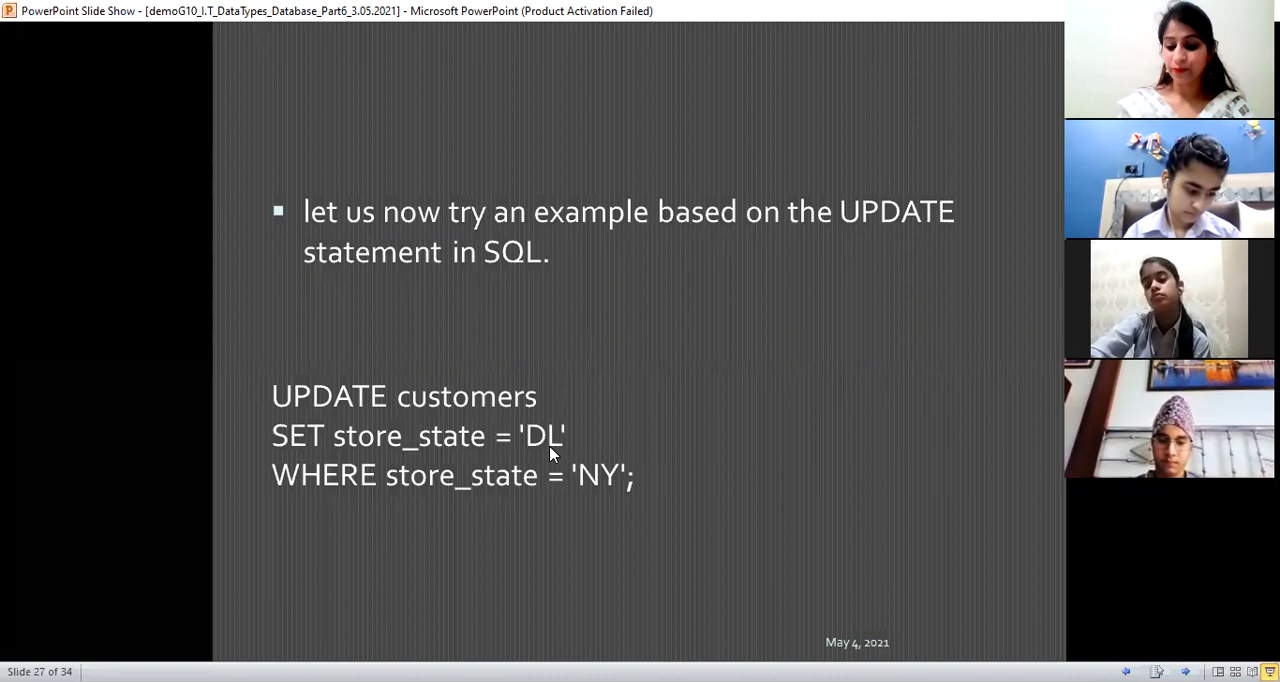 PowerPoint Slide Show - [demoG10_I.T_DataTypes_Database_Part6_3.05.2021] - Microsoft PowerPoint (Product Activation Failed)
let us now try an example based on the UPDATE
statement in SQL.
UPDATE customers
SET store_state = 'DL'
WHERE store_state = 'NY';
May 4, 2021
Slide 27 of 34